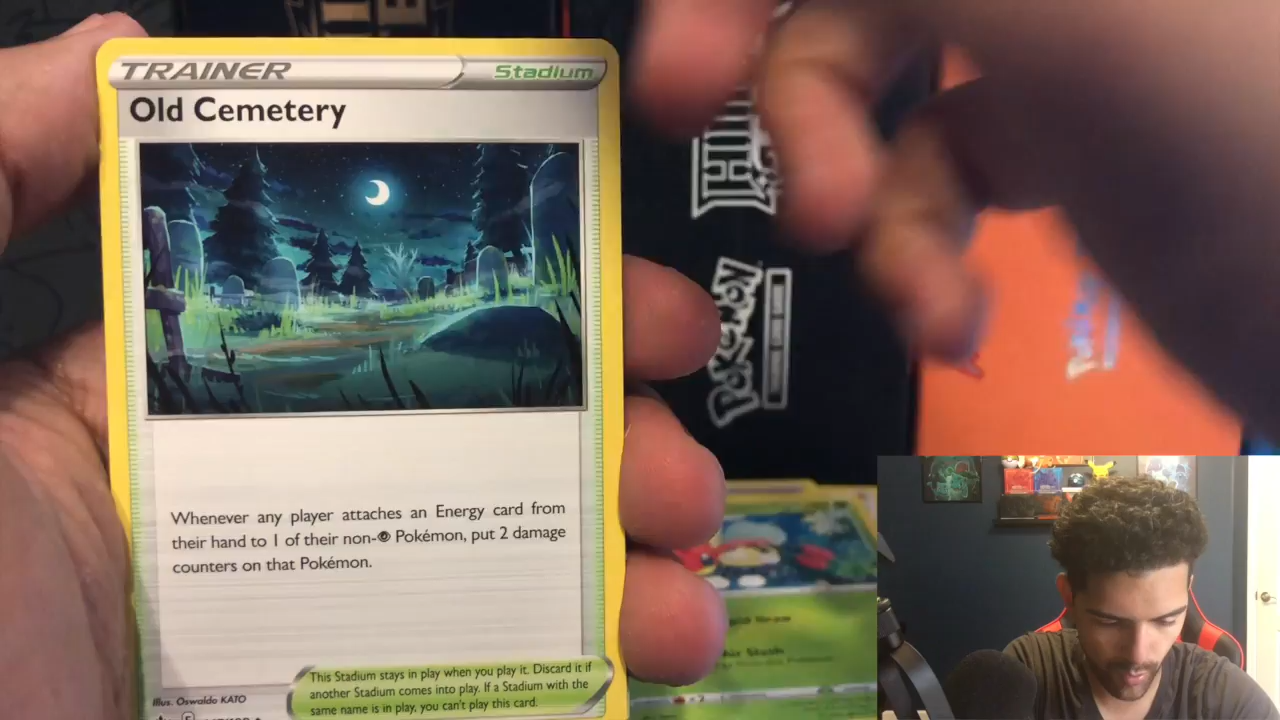 TRAINER
Stadium
Old Cemetery
Whenever any player attaches an Energy card from
their hand to 1 of their non- Pokémon, put 2 damage
counters on that Pokémon.
This Stadium stays in play when you play it. Discard it if
another Stadium comes into play. If a Stadium with the
same name is in play, you can't play this card.
Illus. Oswaldo KATO
POKÉMON